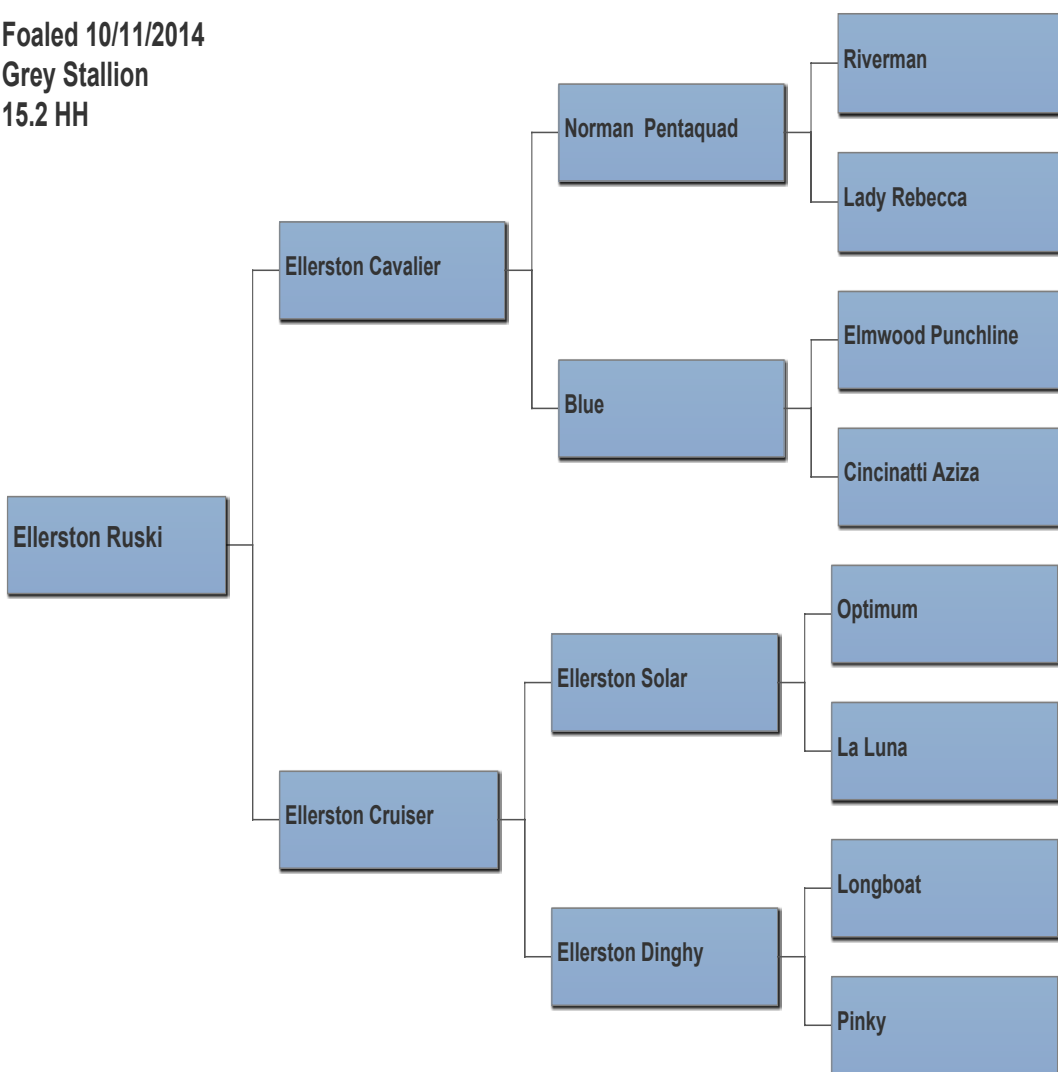 Foaled 10/11/2014
Grey Stallion
15.2 HH
Riverman
Norman  Pentaquad
Lady Rebecca
Ellerston Cavalier
Elmwood Punchline
Blue
Cincinatti Aziza
Ellerston Ruski
Optimum
Ellerston Solar
La Luna
Ellerston Cruiser
Longboat
Ellerston Dinghy
Pinky